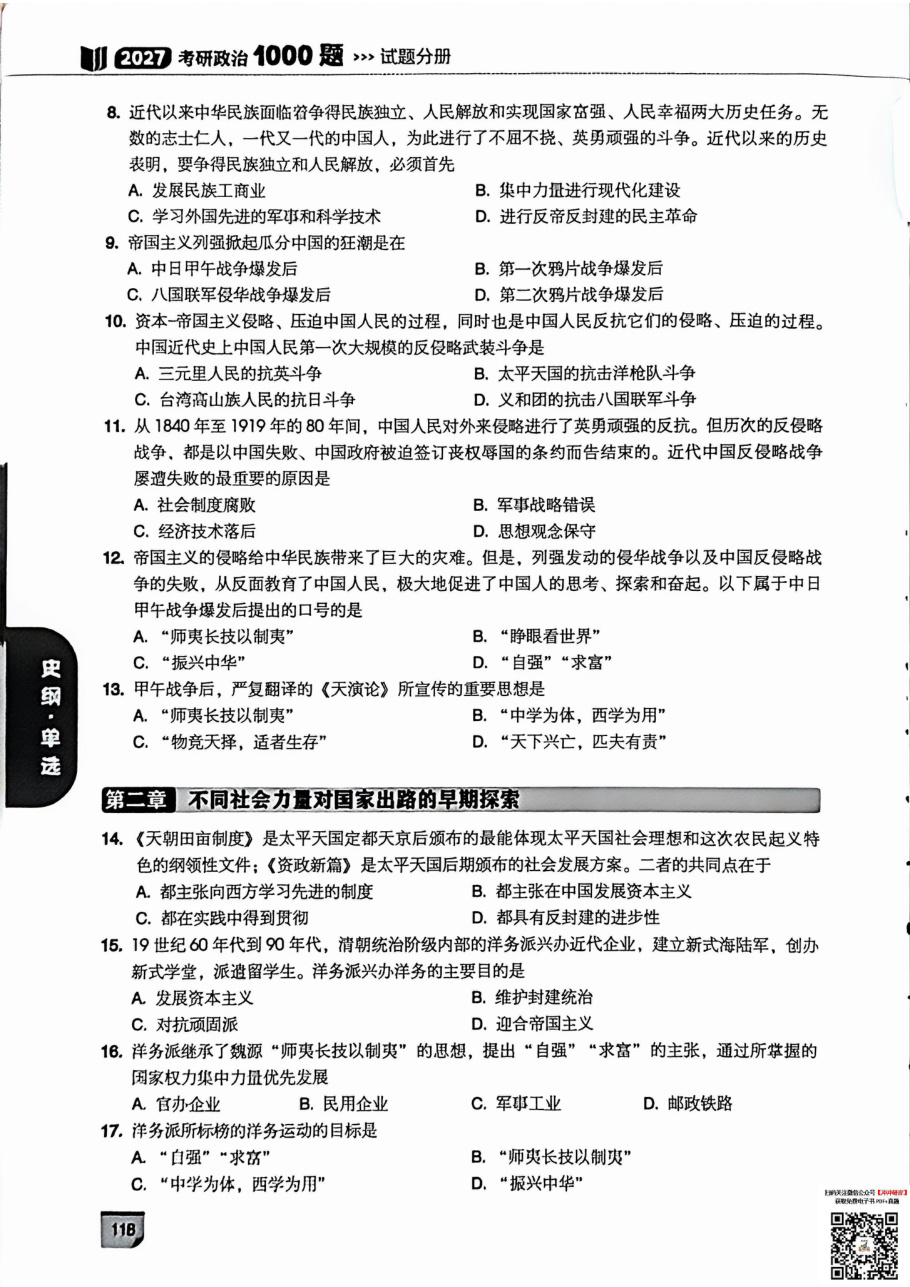 2027 考研政治1000题 >>> 试题分册
8. 近代以来中华民族面临着争得民族独立、人民解放和实现国家富强、人民幸福两大历史任务。无
数的志士仁人，一代又一代的中国人，为此进行了不屈不挠、英勇顽强的斗争。近代以来的历史
表明，要争得民族独立和人民解放，必须首先
A. 发展民族工商业 B. 集中力量进行现代化建设
C. 学习外国先进的军事和科学技术 D. 进行反帝反封建的民主革命
9. 帝国主义列强掀起瓜分中国的狂潮是在
A. 中日甲午战争爆发后 B. 第一次鸦片战争爆发后
C. 八国联军侵华战争爆发后 D. 第二次鸦片战争爆发后
10. 资本-帝国主义侵略、压迫中国人民的过程，同时也是中国人民反抗它们的侵略、压迫的过程。
中国近代史上中国人民第一次大规模的反侵略武装斗争是
A. 三元里人民的抗英斗争 B. 太平天国的抗击洋枪队斗争
C. 台湾高山族人民的抗日斗争 D. 义和团的抗击八国联军斗争
11. 从1840年至1919年的80年间，中国人民对外来侵略进行了英勇顽强的反抗。但历次的反侵略
战争，都是以中国失败、中国政府被迫签订丧权辱国的条约而告结束的。近代中国反侵略战争
屡遭失败的最重要的原因是
A. 社会制度腐败 B. 军事战略错误
C. 经济技术落后 D. 思想观念保守
12. 帝国主义的侵略给中华民族带来了巨大的灾难。但是，列强发动的侵华战争以及中国反侵略战
争的失败，从反面教育了中国人民，极大地促进了中国人的思考、探索和奋起。以下属于中日
甲午战争爆发后提出的口号的是
A. “师夷长技以制夷” B. “睁眼看世界”
C. “振兴中华” D. “自强”“求富”
13. 甲午战争后，严复翻译的《天演论》所宣传的重要思想是
A. “师夷长技以制夷” B. “中学为体，西学为用”
C. “物竞天择，适者生存” D. “天下兴亡，匹夫有责”
史纲·单选
第二章 不同社会力量对国家出路的早期探索
14. 《天朝田亩制度》是太平天国定都天京后颁布的最能体现太平天国社会理想和这次农民起义特
色的纲领性文件；《资政新篇》是太平天国后期颁布的社会发展方案。二者的共同点在于
A. 都主张向西方学习先进的制度 B. 都主张在中国发展资本主义
C. 都在实践中得到贯彻 D. 都具有反封建的进步性
15. 19世纪60年代到90年代，清朝统治阶级内部的洋务派兴办近代企业，建立新式海陆军，创办
新式学堂，派遣留学生。洋务派兴办洋务的主要目的是
A. 发展资本主义 B. 维护封建统治
C. 对抗顽固派 D. 迎合帝国主义
16. 洋务派继承了魏源“师夷长技以制夷”的思想，提出“自强”“求富”的主张，通过所掌握的
国家权力集中力量优先发展
A. 官办企业 B. 民用企业 C. 军事工业 D. 邮政铁路
17. 洋务派所标榜的洋务运动的目标是
A. “自强”“求富” B. “师夷长技以制夷”
C. “中学为体，西学为用” D. “振兴中华”
118
扫码关注微信公众号【冲冲研库】
获取免费电子书PDF+真题